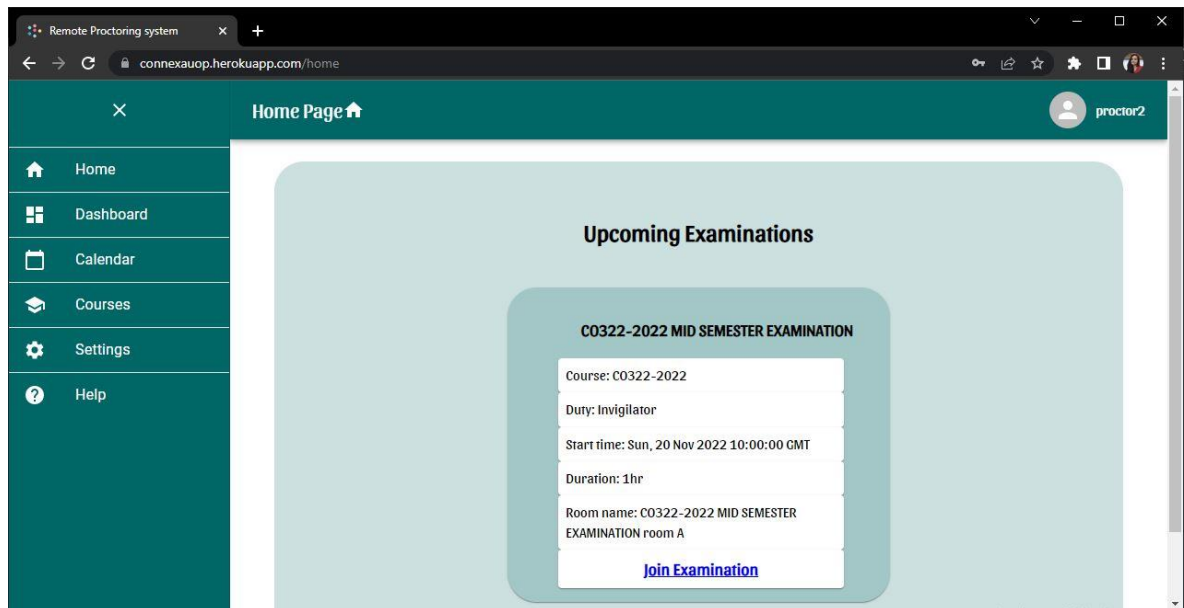 Remote Proctoring system
connexauop.herokuapp.com/home
Home Page
proctor2
Home
Dashboard
Calendar
Courses
Settings
Help
Upcoming Examinations
CO322-2022 MID SEMESTER EXAMINATION
Course: CO322-2022
Duty: Invigilator
Start time: Sun, 20 Nov 2022 10:00:00 GMT
Duration: 1hr
Room name: CO322-2022 MID SEMESTER
EXAMINATION room A
Join Examination